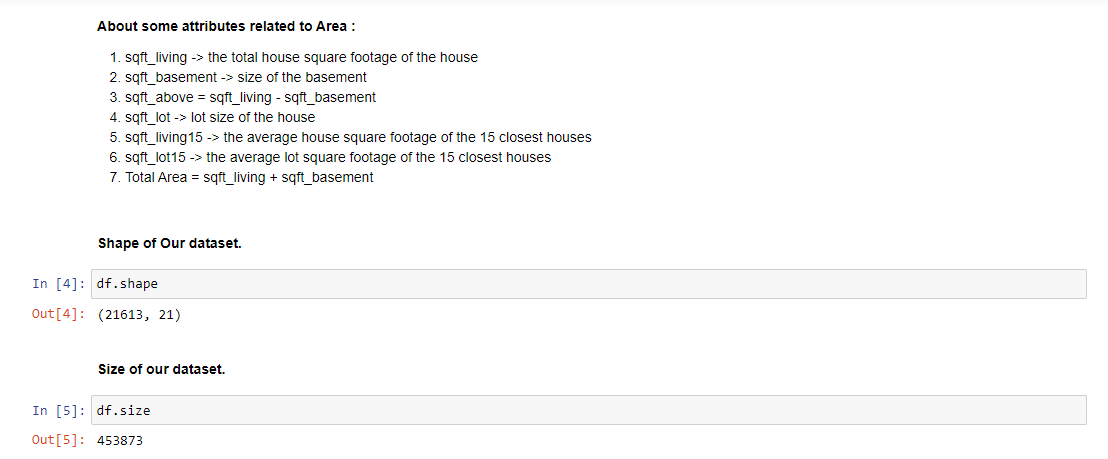 About some attributes related to Area :
1. sqft_living -> the total house square footage of the house
2. sqft_basement -> size of the basement
3. sqft_above = sqft_living - sqft_basement
4. sqft_lot -> lot size of the house
5. sqft_living15 -> the average house square footage of the 15 closest houses
6. sqft_lot15 -> the average lot square footage of the 15 closest houses
7. Total Area = sqft_living + sqft_basement
Shape of Our dataset.
In [4]: df.shape
Out[4]: (21613, 21)
Size of our dataset.
In [5]: df.size
Out[5]: 453873